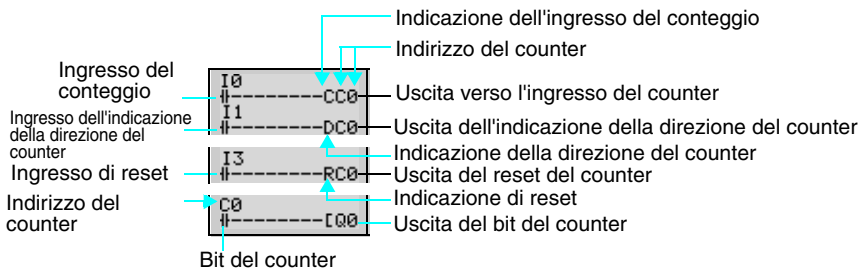 Indicazione dell'ingresso del conteggio
Indirizzo del counter
Ingresso del
conteggio
I0
--------CC0
Uscita verso l'ingresso del counter
Ingresso dell'indicazione
della direzione del
counter
I1
--------DC0
Uscita dell'indicazione della direzione del counter
Indicazione della direzione del counter
Ingresso di reset
I3
--------RC0
Uscita del reset del counter
Indicazione di reset
Indirizzo del
counter
C0
--------[Q0
Uscita del bit del counter
Bit del counter